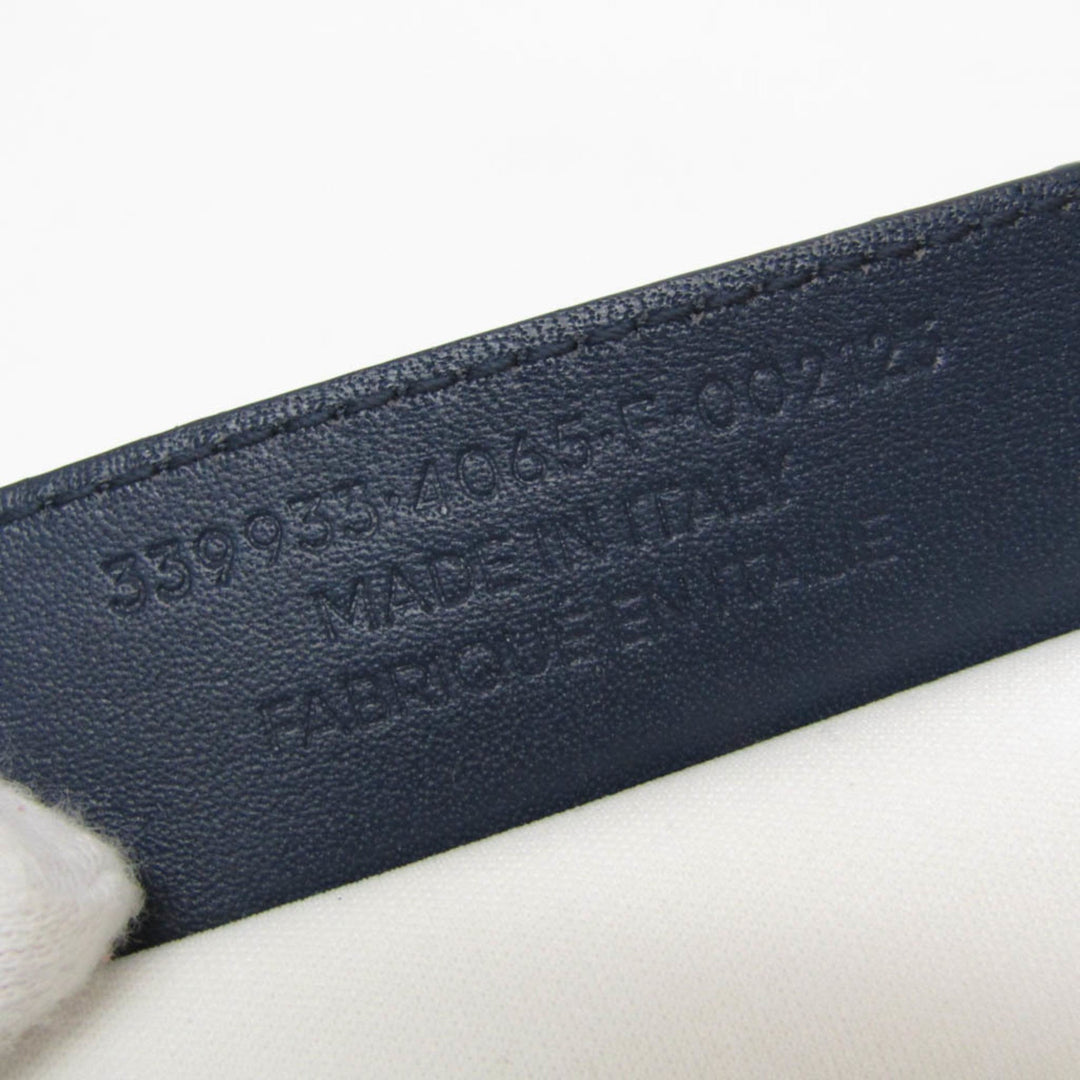 339933·4065·F·002123
MADE IN ITALY
FABRIQUE EN ITALIE